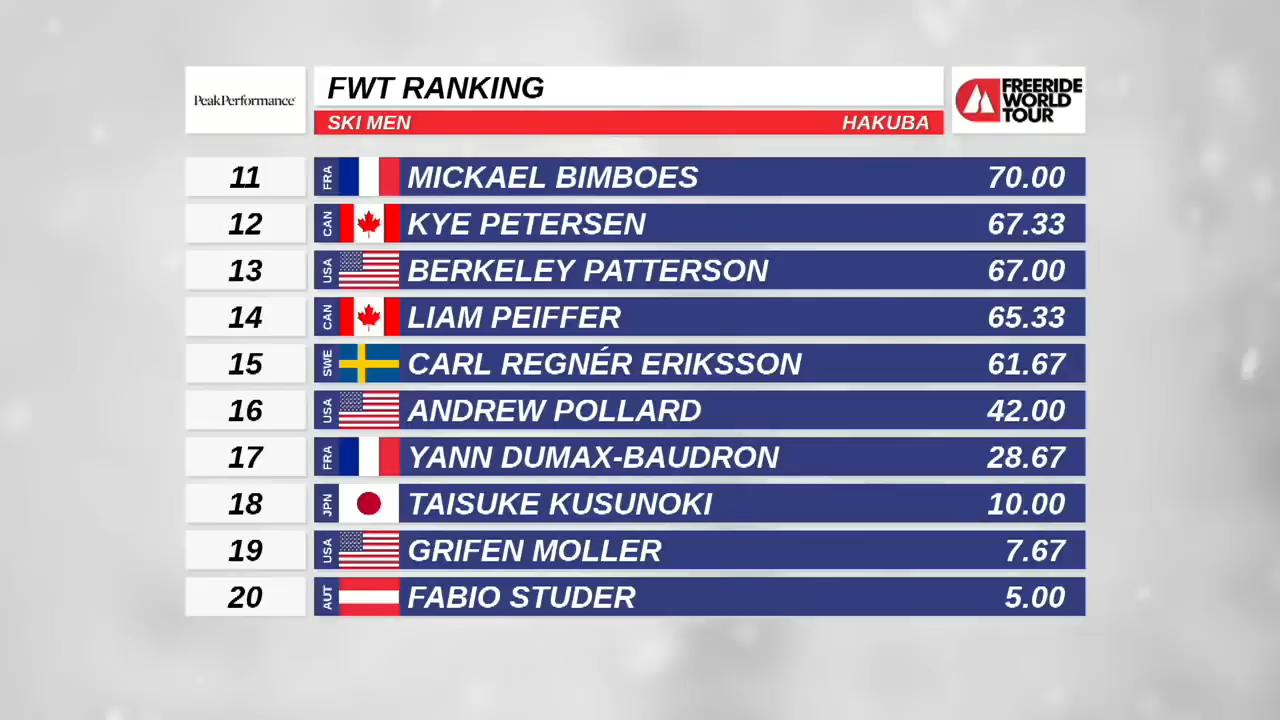 PeakPerformance
FWT RANKING
SKI MEN HAKUBA
FREERIDE
WORLD
TOUR
11 FRA MICKAEL BIMBOES 70.00
12 CAN KYE PETERSEN 67.33
13 USA BERKELEY PATTERSON 67.00
14 CAN LIAM PEIFFER 65.33
15 SWE CARL REGNÉR ERIKSSON 61.67
16 USA ANDREW POLLARD 42.00
17 FRA YANN DUMAX-BAUDRON 28.67
18 JPN TAISUKE KUSUNOKI 10.00
19 USA GRIFEN MOLLER 7.67
20 AUT FABIO STUDER 5.00